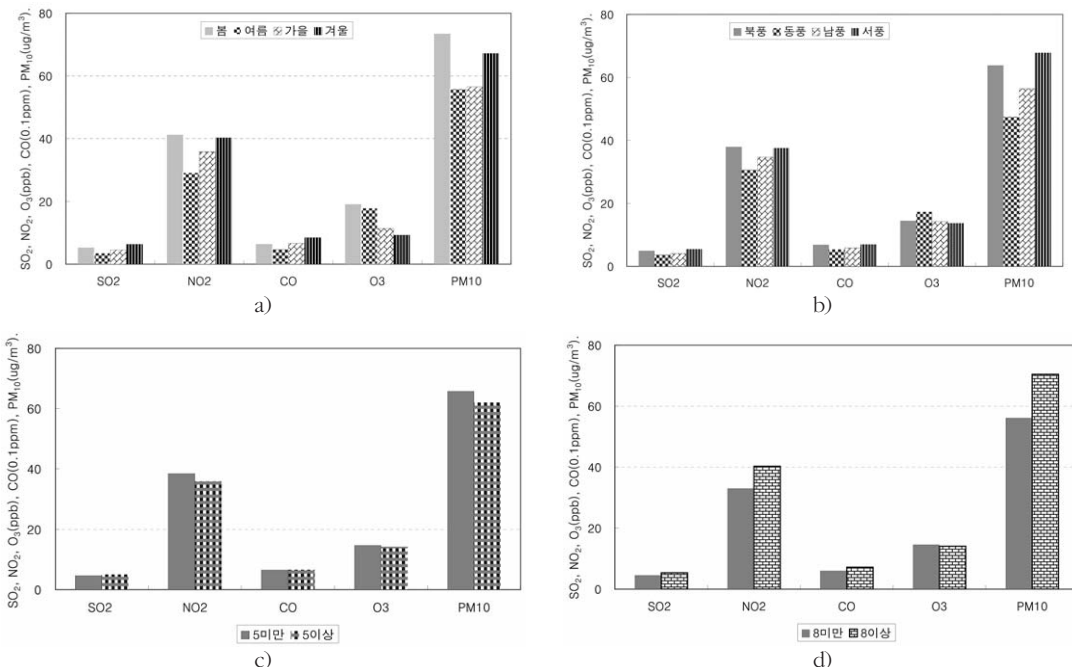 봄 여름 가을 겨울
SO₂, NO₂, O₃(ppb), CO(0.1ppm), PM₁₀(ug/m³).
80
60
40
20
0
SO2 NO2 CO O3 PM10
a)
북풍 동풍 남풍 서풍
SO₂, NO₂, O₃(ppb), CO(0.1ppm), PM₁₀(ug/m³).
80
60
40
20
0
SO2 NO2 CO O3 PM10
b)
SO₂, NO₂, O₃(ppb), CO(0.1ppm), PM₁₀(ug/m³).
80
60
40
20
0
SO2 NO2 CO O3 PM10
5미만 5이상
c)
SO₂, NO₂, O₃(ppb), CO(0.1ppm), PM₁₀(ug/m³).
80
60
40
20
0
SO2 NO2 CO O3 PM10
8미만 8이상
d)